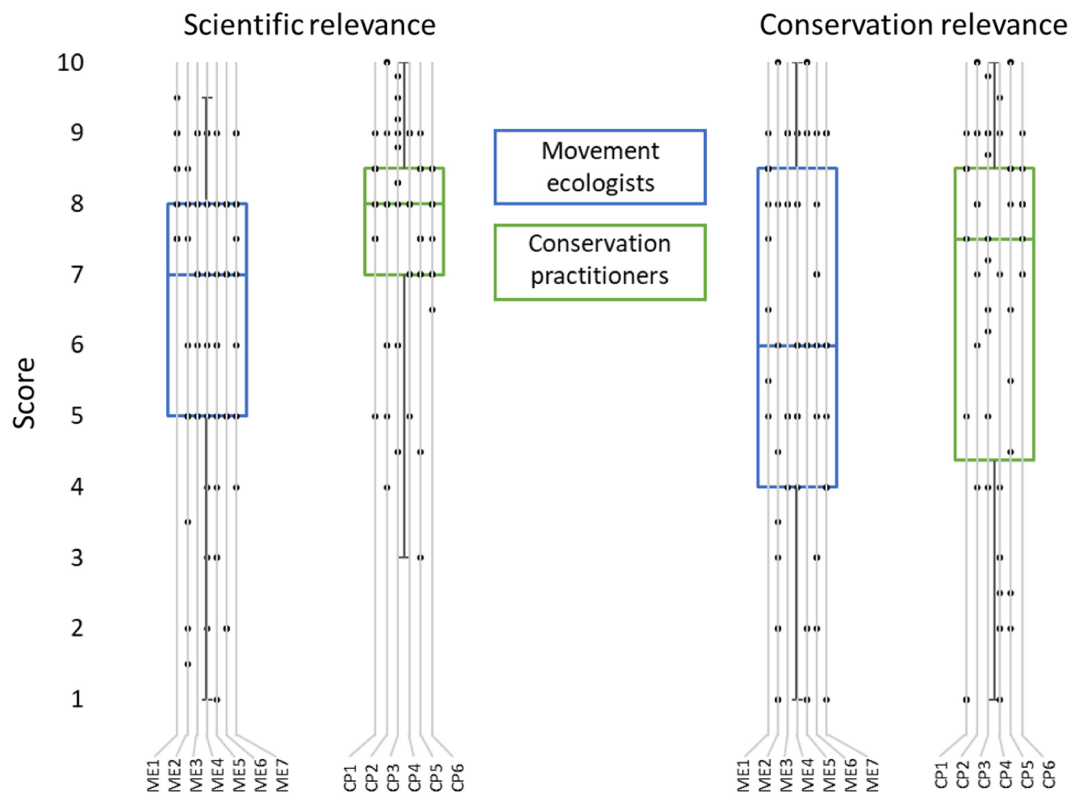 Scientific relevance
Conservation relevance
10
9
8
7
6
5
4
3
2
1
Score
Movement
ecologists
Conservation
practitioners
ME1
ME2
ME3
ME4
ME5
ME6
ME7
CP1
CP2
CP3
CP4
CP5
CP6
ME1
ME2
ME3
ME4
ME5
ME6
ME7
CP1
CP2
CP3
CP4
CP5
CP6